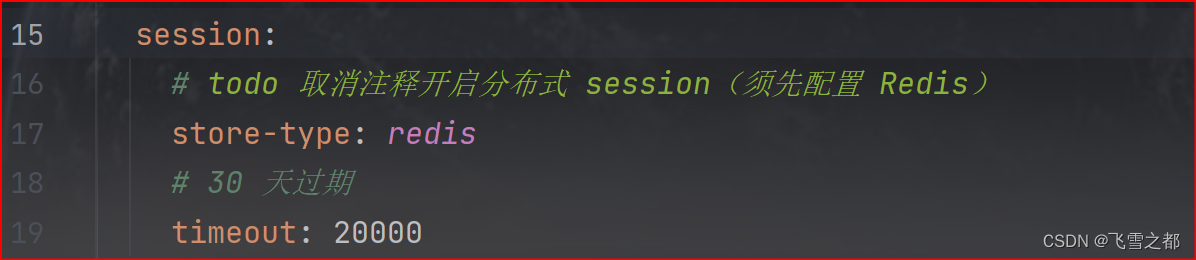 15 session:
16 # todo 取消注释开启分布式 session（须先配置 Redis）
17 store-type: redis
18 # 30 天过期
19 timeout: 20000
CSDN @飞雪之都